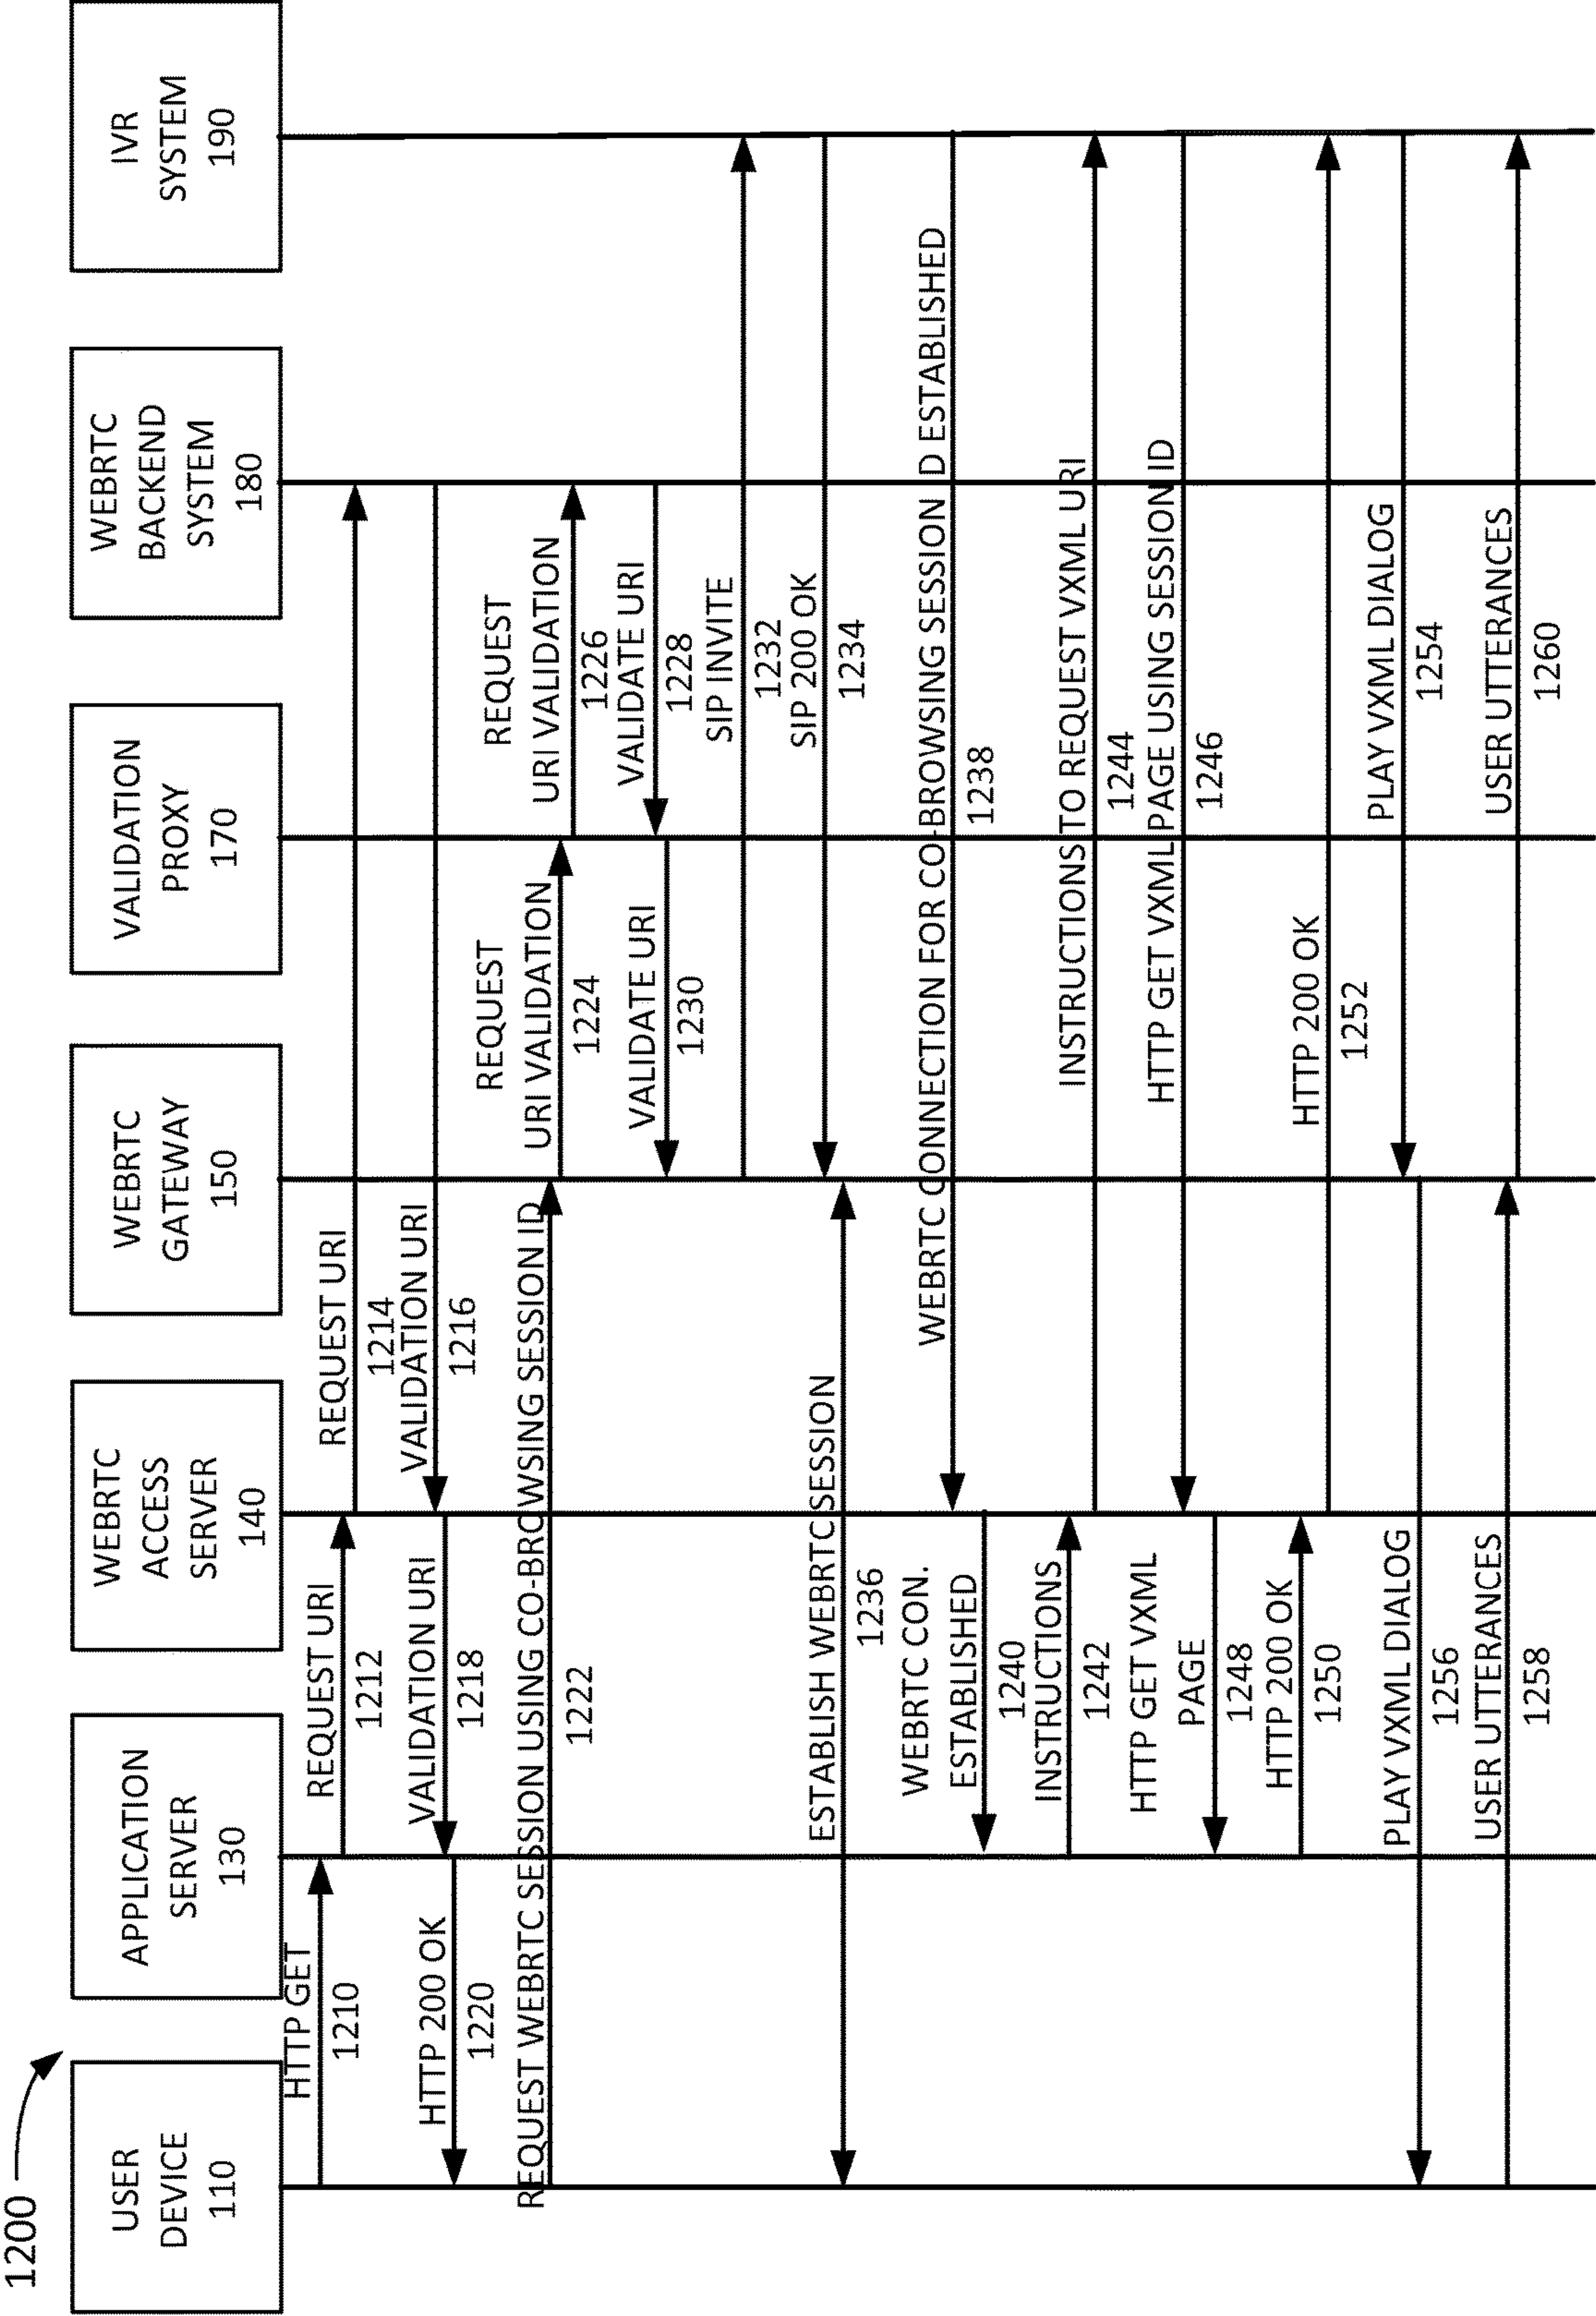 1200
USER
DEVICE
110
APPLICATION
SERVER
130
WEBRTC
ACCESS
SERVER
140
WEBRTC
GATEWAY
150
VALIDATION
PROXY
170
WEBRTC
BACKEND
SYSTEM
180
IVR
SYSTEM
190
HTTP GET
1210
REQUEST URI
1212
REQUEST URI
1214
VALIDATION URI
1216
VALIDATION URI
1218
HTTP 200 OK
1220
REQUEST WEBRTC SESSION USING CO-BROWSING SESSION ID
1222
REQUEST
URI VALIDATION
1224
REQUEST
URI VALIDATION
1226
VALIDATE URI
1228
VALIDATE URI
1230
SIP INVITE
1232
SIP 200 OK
1234
ESTABLISH WEBRTC SESSION
1236
WEBRTC CONNECTION FOR CO-BROWSING SESSION ID ESTABLISHED
1238
WEBRTC CON.
ESTABLISHED
1240
INSTRUCTIONS
1242
INSTRUCTIONS TO REQUEST VXML URI
1244
HTTP GET VXML PAGE USING SESSION ID
1246
HTTP GET VXML
PAGE
1248
HTTP 200 OK
1250
HTTP 200 OK
1252
PLAY VXML DIALOG
1254
PLAY VXML DIALOG
1256
USER UTTERANCES
1258
USER UTTERANCES
1260